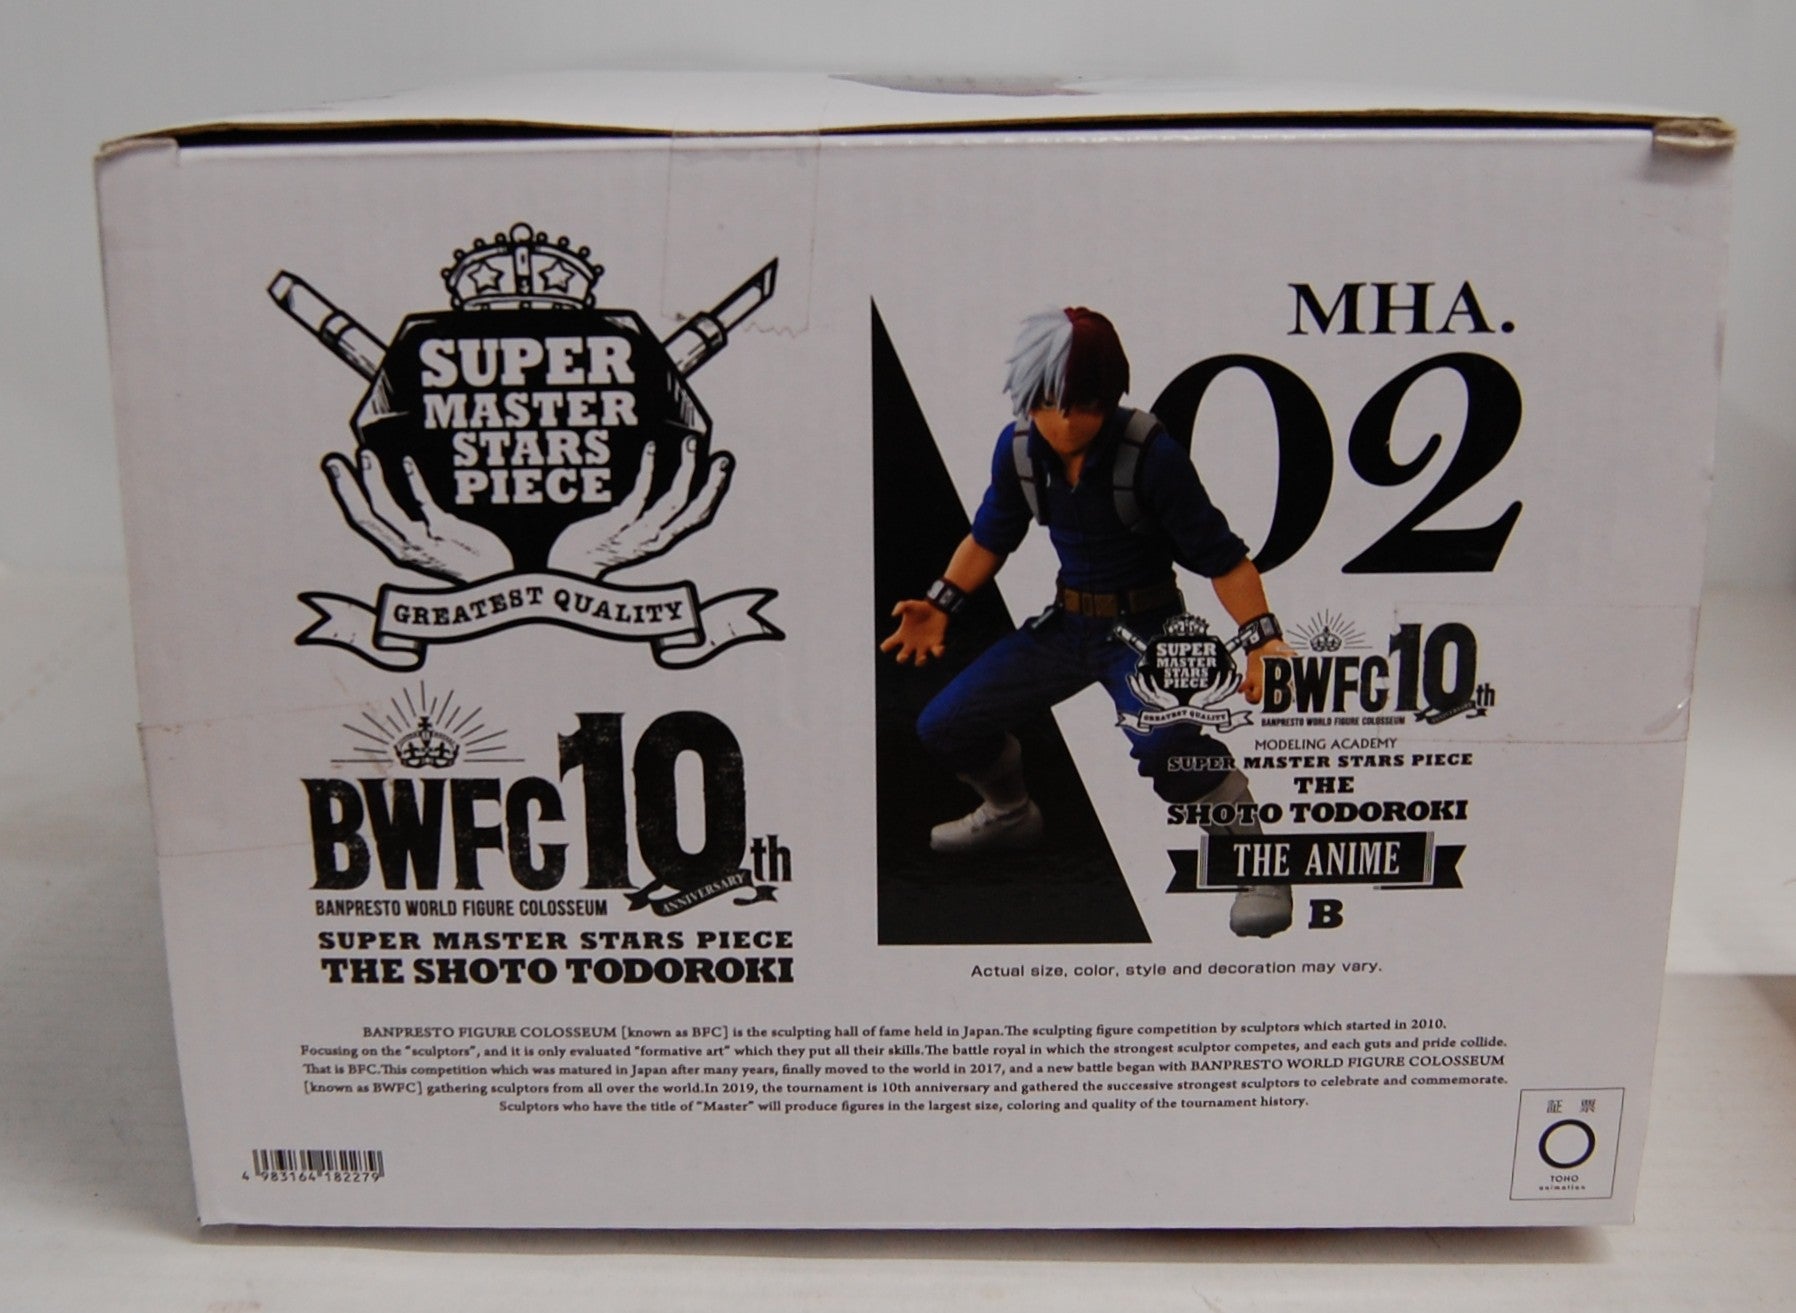 SUPER
MASTER
STARS
PIECE
GREATEST QUALITY
BWFC 10th
ANNIVERSARY
BANPRESTO WORLD FIGURE COLOSSEUM
SUPER MASTER STARS PIECE
THE SHOTO TODOROKI
MHA.
02
SUPER
MASTER
STARS
PIECE
GREATEST QUALITY
BWFC 10th
ANNIVERSARY
BANPRESTO WORLD FIGURE COLOSSEUM
MODELING ACADEMY
SUPER MASTER STARS PIECE
THE
SHOTO TODOROKI
THE ANIME
B
Actual size, color, style and decoration may vary.
BANPRESTO FIGURE COLOSSEUM [known as BFC] is the sculpting hall of fame held in Japan.The sculpting figure competition by sculptors which started in 2010.
Focusing on the "sculptors", and it is only evaluated "formative art" which they put all their skills.The battle royal in which the strongest sculptor competes, and each guts and pride collide.
That is BFC.This competition which was matured in Japan after many years, finally moved to the world in 2017, and a new battle began with BANPRESTO WORLD FIGURE COLOSSEUM
[known as BWFC] gathering sculptors from all over the world.In 2019, the tournament is 10th anniversary and gathered the successive strongest sculptors to celebrate and commemorate.
Sculptors who have the title of "Master" will produce figures in the largest size, coloring and quality of the tournament history.
4 983164 182279
証 票
TOHO
animation